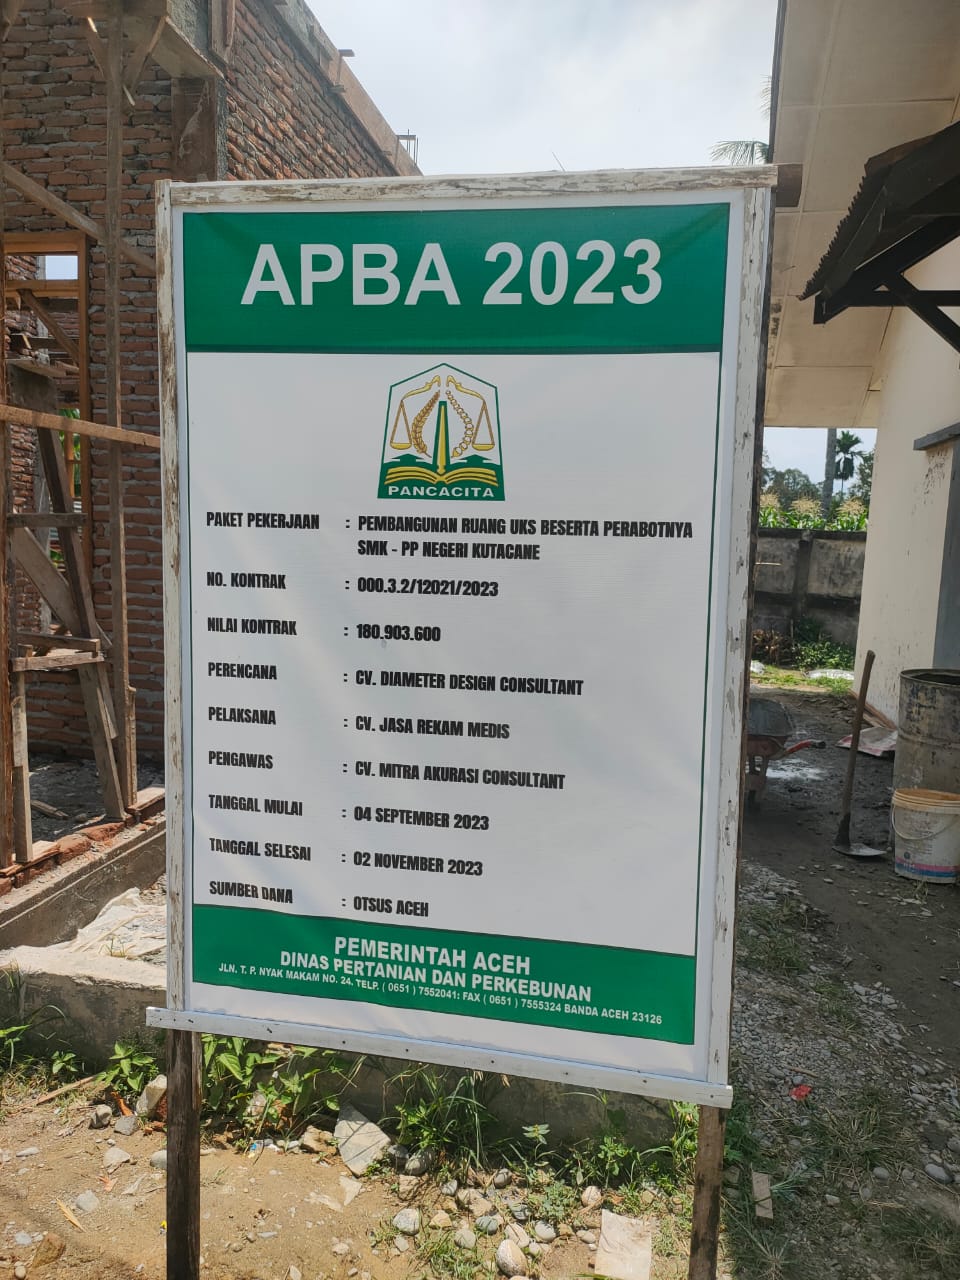 APBA 2023
PANCACITA
PAKET PEKERJAAN : PEMBANGUNAN RUANG UKS BESERTA PERABOTNYA
SMK - PP NEGERI KUTACANE
NO. KONTRAK : 000.3.2/12021/2023
NILAI KONTRAK : 180.903.600
PERENCANA : CV. DIAMETER DESIGN CONSULTANT
PELAKSANA : CV. JASA REKAM MEDIS
PENGAWAS : CV. MITRA AKURASI CONSULTANT
TANGGAL MULAI : 04 SEPTEMBER 2023
TANGGAL SELESAI : 02 NOVEMBER 2023
SUMBER DANA : OTSUS ACEH
PEMERINTAH ACEH
DINAS PERTANIAN DAN PERKEBUNAN
JLN. T. P. NYAK MAKAM NO. 24. TELP. ( 0651 ) 7552041: FAX ( 0651 ) 7555324 BANDA ACEH 23126